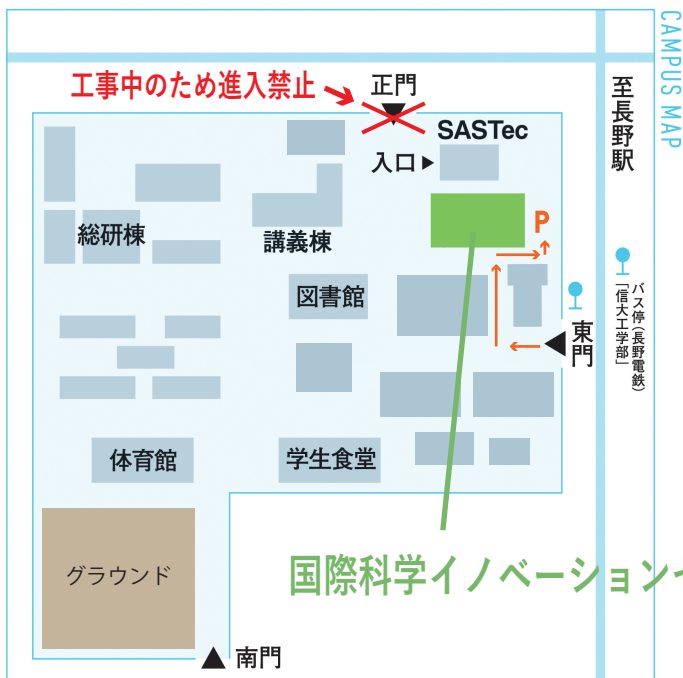 CAMPUS MAP
工事中のため進入禁止
正門
SASTec
入口
至長野駅
総研棟
講義棟
P
図書館
バス停(長野電鉄)
「信大工学部」
東門
体育館
学生食堂
グラウンド
国際科学イノベーション
南門